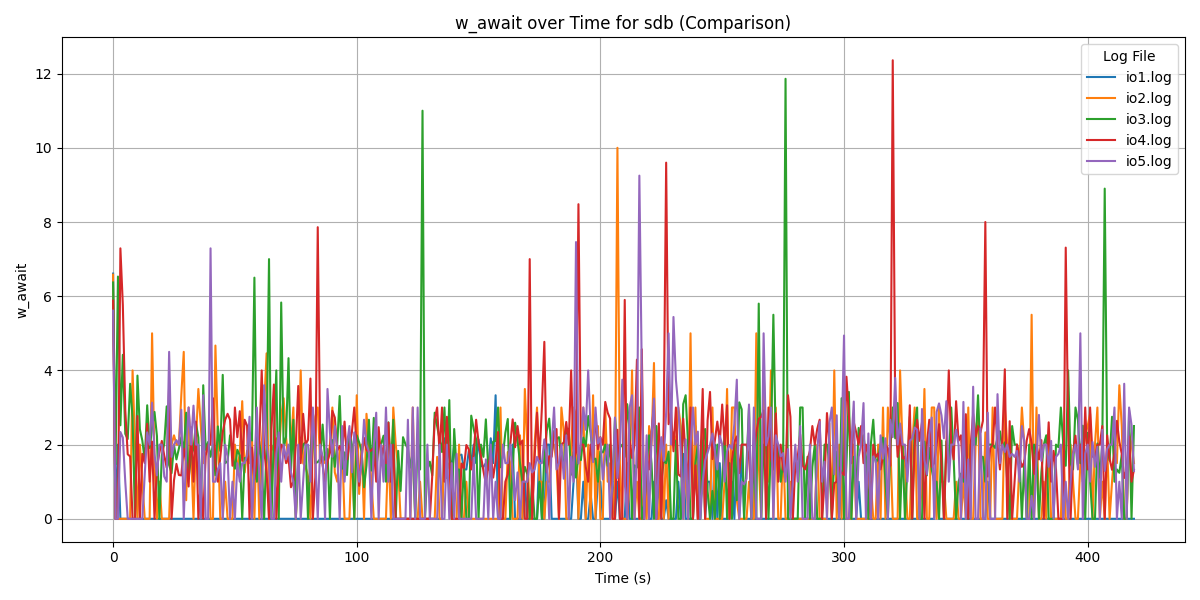 w_await over Time for sdb (Comparison)
w_await
12
10
8
6
4
2
0
0 100 200 300 400
Time (s)
Log File
io1.log
io2.log
io3.log
io4.log
io5.log